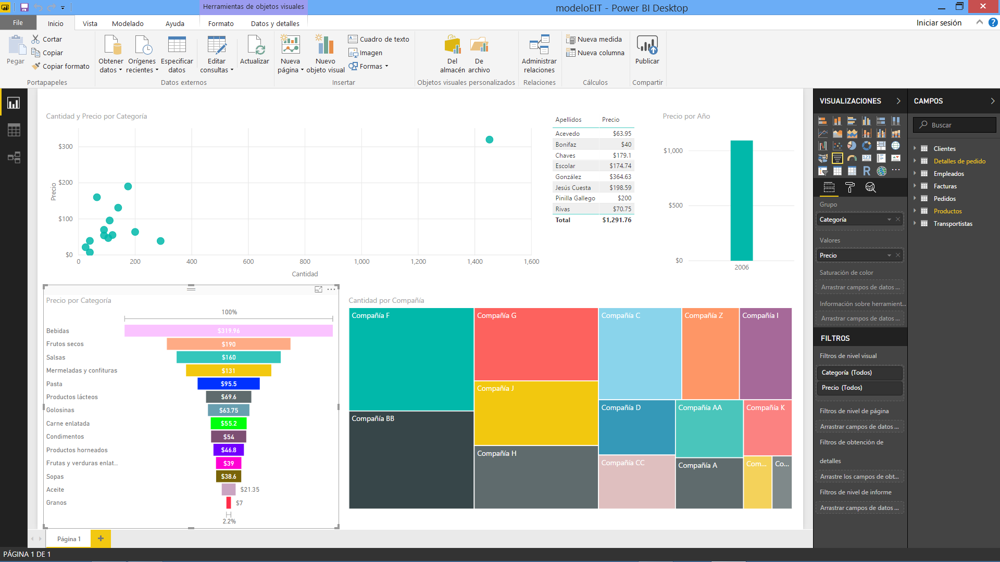 Herramientas de objetos visuales
modeloEIT - Power BI Desktop
File
Inicio
Vista
Modelado
Ayuda
Formato
Datos y detalles
Iniciar sesión
Pegar
Cortar
Copiar
Copiar formato
Portapapeles
Obtener datos
Orígenes recientes
Especificar datos
Editar consultas
Actualizar
Datos externos
Nueva página
Nuevo objeto visual
Cuadro de texto
Imagen
Formas
Insertar
Del almacén
De archivo
Objetos visuales personalizados
Administrar relaciones
Relaciones
Nueva medida
Nueva columna
Cálculos
Publicar
Compartir
Cantidad y Precio por Categoría
Precio
$300
$200
$100
$0
0 200 400 600 800 1,000 1,200 1,400 1,600
Cantidad
Apellidos Precio
Acevedo $63.95
Bonifaz $40
Chaves $179.1
Escolar $174.74
González $364.63
Jesús Cuesta $198.59
Pinilla Gallego $200
Rivas $70.75
Total $1,291.76
Precio por Año
$1,000
$500
$0
2006
Precio por Categoría
100%
Bebidas $319.96
Frutos secos $190
Salsas $160
Mermeladas y confituras $131
Pasta $95.5
Productos lácteos $69.6
Golosinas $63.75
Carne enlatada $55.2
Condimentos $54
Productos horneados $46.8
Frutas y verduras enlat... $39
Sopas $38.6
Aceite $21.35
Granos $7
2.2%
Cantidad por Compañía
Compañía F
Compañía BB
Compañía G
Compañía J
Compañía H
Compañía C
Compañía Z
Compañía I
Compañía D
Compañía AA
Compañía K
Compañía CC
Compañía A
Com...
Co...
VISUALIZACIONES
123
R
Grupo
Categoría
Valores
Precio
Saturación de color
Arrastrar campos de datos ...
Información sobre herramient...
Arrastrar campos de datos ...
FILTROS
Filtros de nivel visual
Categoría (Todos)
Precio (Todos)
Filtros de nivel de página
Arrastrar campos de datos ...
Filtros de obtención de
detalles
Arrastre los campos de obt...
Filtros de nivel de informe
Arrastrar campos de datos ...
CAMPOS
Buscar
Clientes
Detalles de pedido
Empleados
Facturas
Pedidos
Productos
Transportistas
Página 1
PÁGINA 1 DE 1